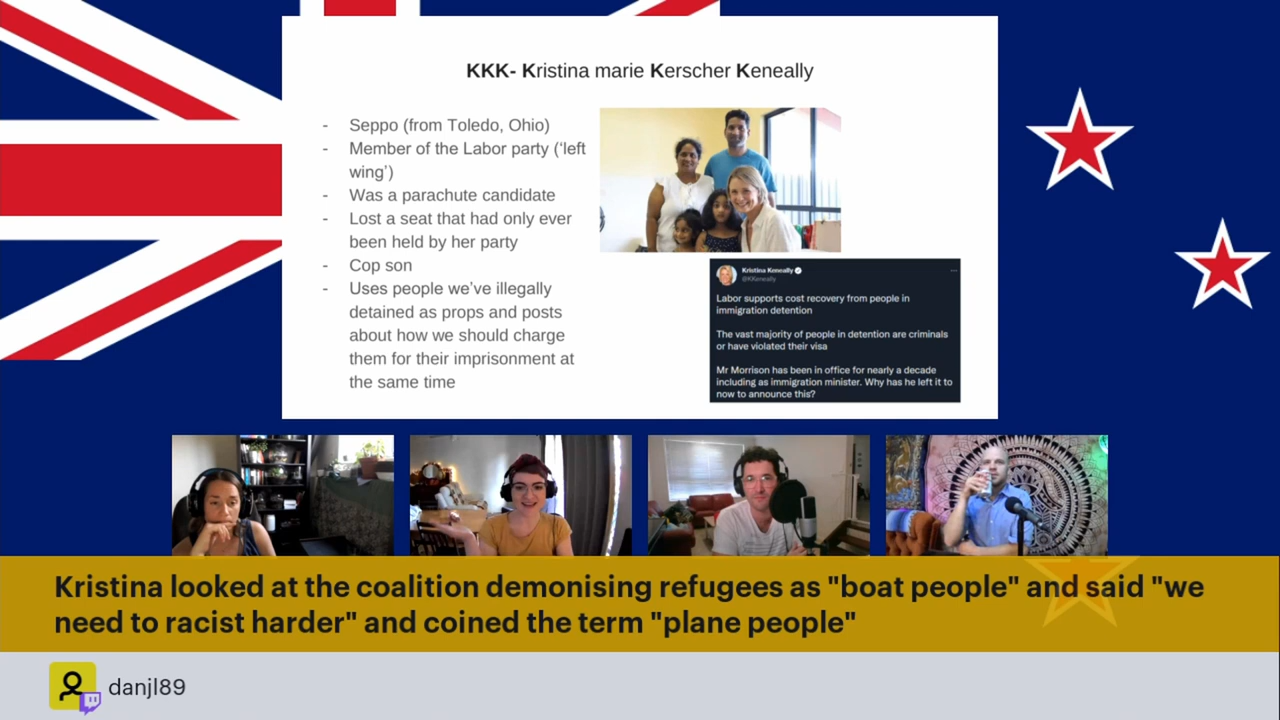 KKK- Kristina marie Kerscher Keneally
- Seppo (from Toledo, Ohio)
- Member of the Labor party (‘left
wing’)
- Was a parachute candidate
- Lost a seat that had only ever
been held by her party
- Cop son
- Uses people we’ve illegally
detained as props and posts
about how we should charge
them for their imprisonment at
the same time
Kristina Keneally
@KKeneally
Labor supports cost recovery from people in
immigration detention
The vast majority of people in detention are criminals
or have violated their visa
Mr Morrison has been in office for nearly a decade
including as immigration minister. Why has he left it to
now to announce this?
Kristina looked at the coalition demonising refugees as "boat people" and said "we
need to racist harder" and coined the term "plane people"
danjl89